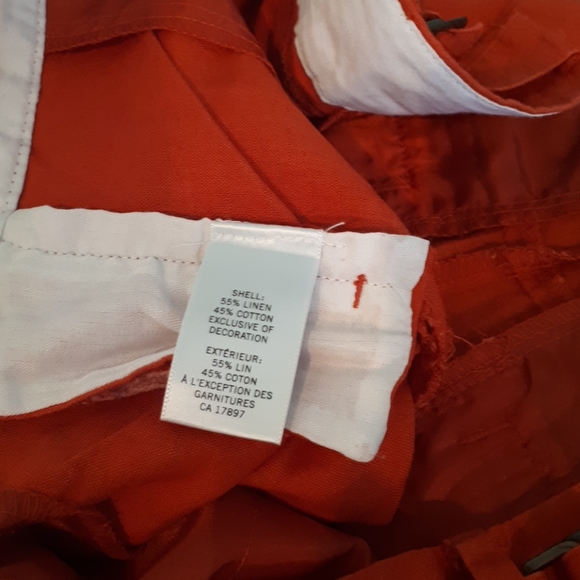 SHELL:
55% LINEN
45% COTTON
EXCLUSIVE OF
DECORATION
EXTÉRIEUR:
55% LIN
45% COTON
À L'EXCEPTION DES
GARNITURES
CA 17897